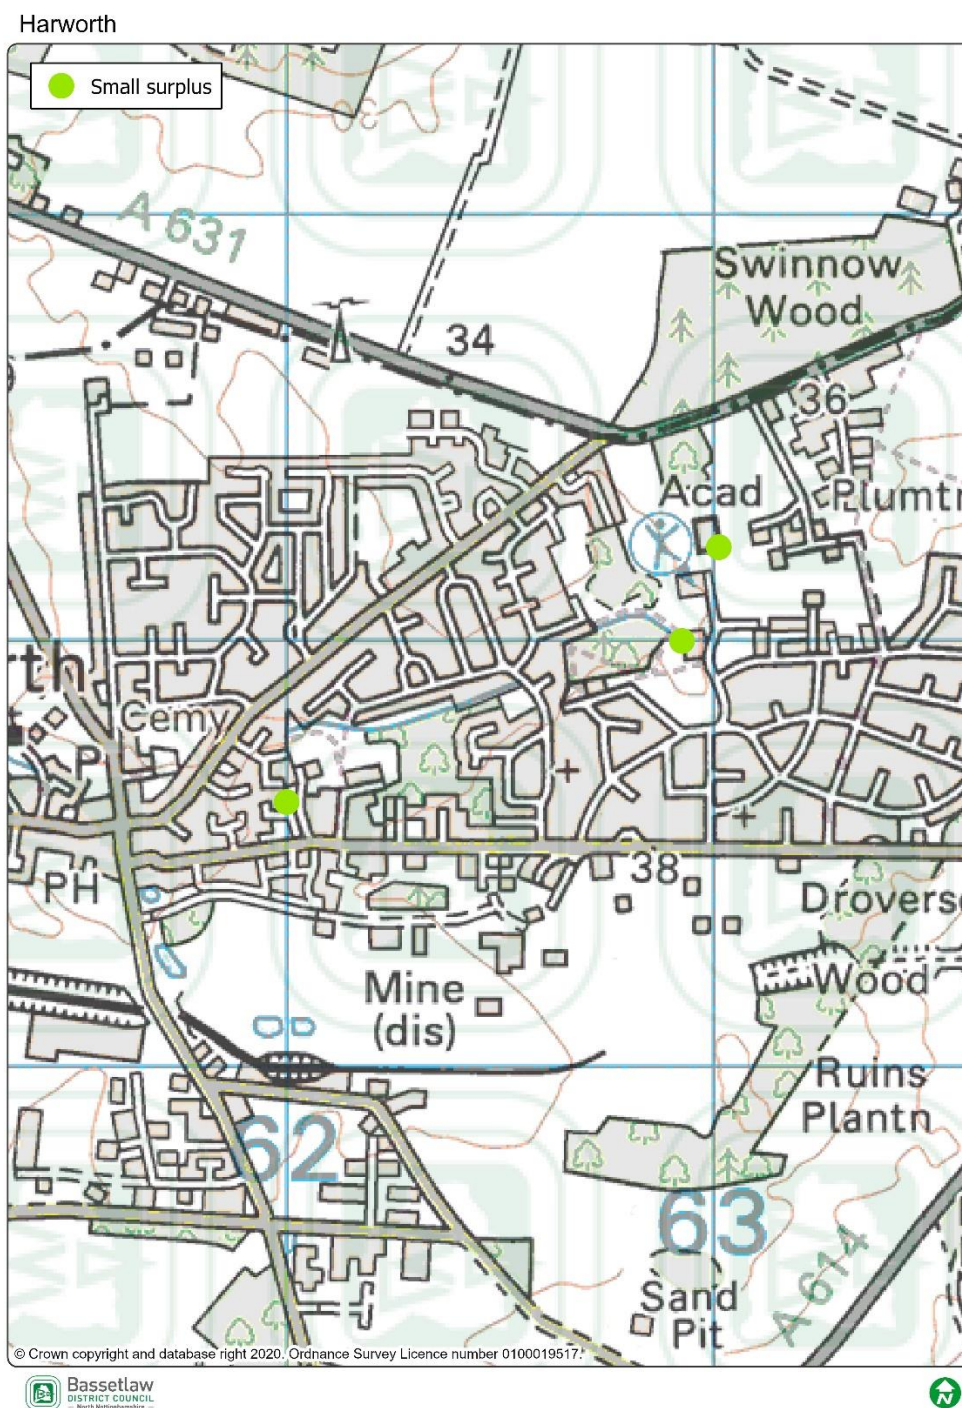 Harworth
Small surplus
A 631
Swinnow
Wood
34
36
Acad
Plumtr
rth
Cemy
P
PH
38
Drovers
Wood
Mine
(dis)
Ruins
Plantn
62
63
A 614
Sand
Pit
© Crown copyright and database right 2020. Ordnance Survey Licence number 0100019517.
Bassetlaw
DISTRICT COUNCIL
North Nottinghamshire
N